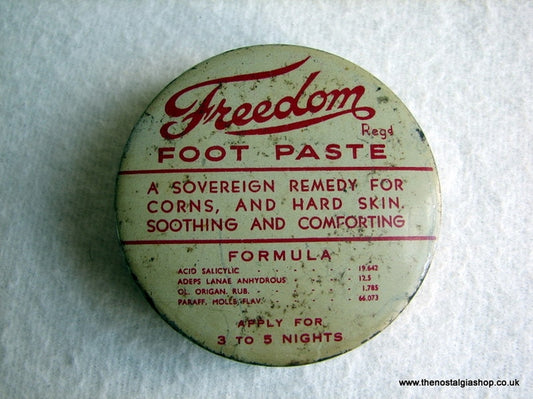 Freedom
Regd
FOOT PASTE
A SOVEREIGN REMEDY FOR
CORNS, AND HARD SKIN.
SOOTHING AND COMFORTING
FORMULA
ACID SALICYLIC . . . . 19.642
ADEPS LANAE ANHYDROUS . . . 12.5
OL. ORIGAN. RUB. . . . . 1.785
PARAFF. MOLLE FLAV. . . . 66.073
APPLY FOR
3 TO 5 NIGHTS
www.thenostalgiashop.co.uk